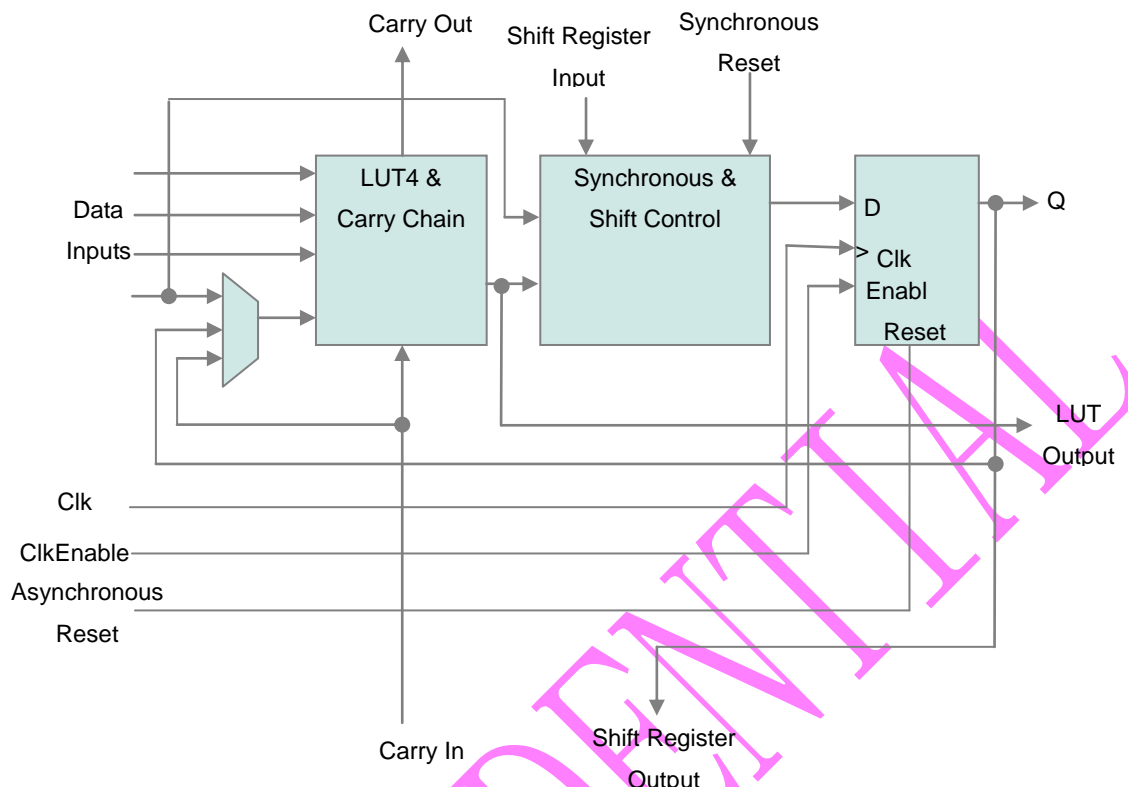 Carry Out
Shift Register
Input
Synchronous
Reset
LUT4 &
Carry Chain
Synchronous &
Shift Control
Data
Inputs
D
> Clk
Enabl
Reset
Q
LUT
Output
Clk
ClkEnable
Asynchronous
Reset
Carry In
Shift Register
Output
DENTIAL